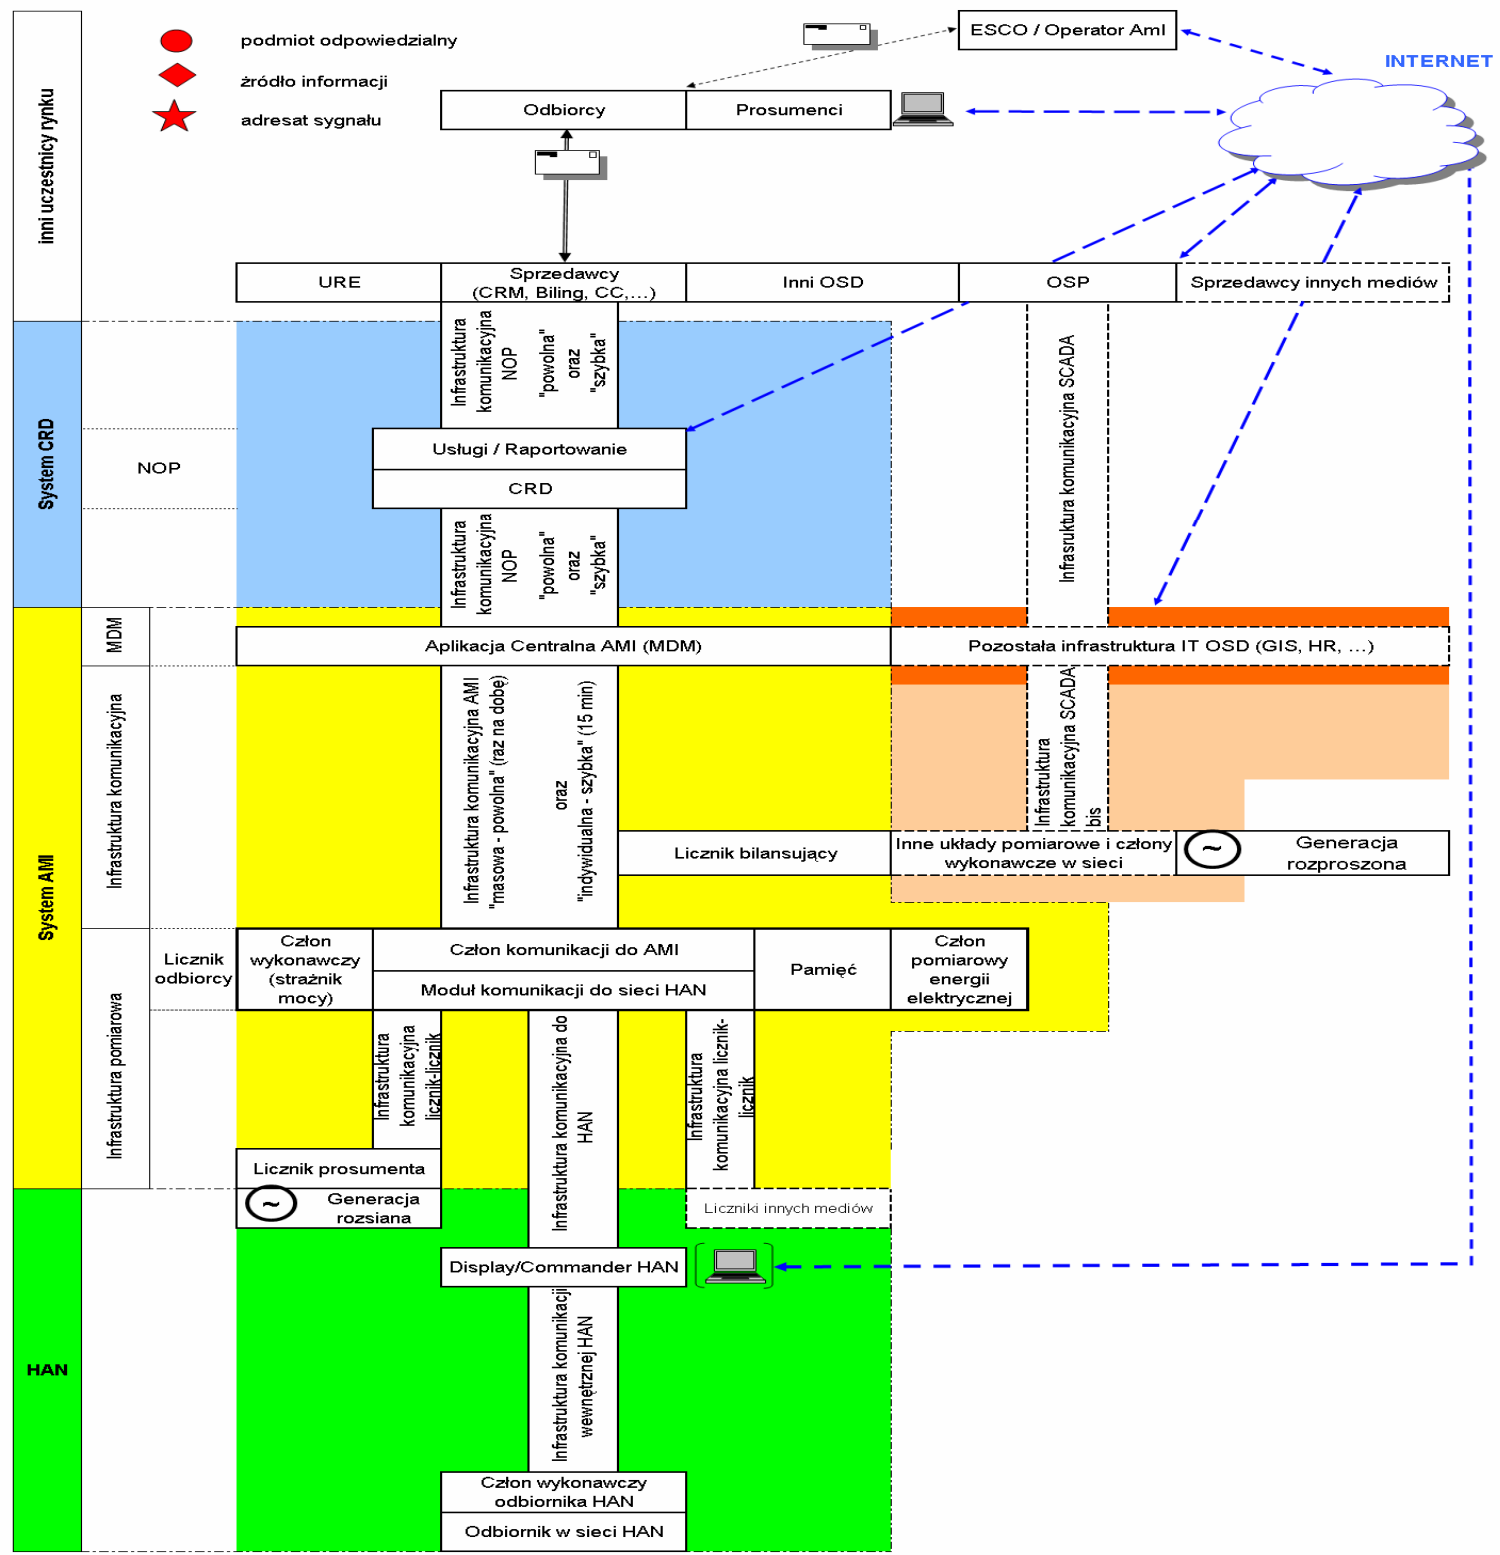 podmiot odpowiedzialny
żródło informacji
adresat sygnału
ESCO / Operator AmI
INTERNET
Odbiorcy
Prosumenci
inni uczestnicy rynku
URE
Sprzedawcy
(CRM, Biling, CC,...)
Inni OSD
OSP
Sprzedawcy innych mediów
System CRD
NOP
Infrastruktura
komunikacyjna
NOP
"powolna"
oraz
"szybka"
Usługi / Raportowanie
CRD
Infrastruktura
komunikacyjna
NOP
"powolna"
oraz
"szybka"
Infrasruktura komunikacyjna SCADA
System AMI
MDM
Aplikacja Centralna AMI (MDM)
Pozostała infrastruktura IT OSD (GIS, HR, ...)
Infrastruktura komunikacyjna
Infrastruktura komunikacyjna AMI
"masowa - powolna" (raz na dobę)
oraz
"indywidualna - szybka" (15 min)
Infrastruktura
komunikacyjna SCADA
bis
Licznik bilansujący
Inne układy pomiarowe i człony
wykonawcze w sieci
~
Generacja
rozproszona
Infrastruktura pomiarowa
Licznik
odbiorcy
Człon
wykonawczy
(strażnik
mocy)
Człon komunikacji do AMI
Moduł komunikacji do sieci HAN
Pamięć
Człon
pomiarowy
energii
elektrycznej
Infrastruktura
komunikacyjna
licznik-licznik
Infrastruktura komunikacyjna do
HAN
Infrastruktura
komunikacyjna licznik-
licznik
Licznik prosumenta
~
Generacja
rozsiana
Liczniki innych mediów
HAN
Display/Commander HAN
Infrastruktura komunikacji
wewnętrznej HAN
Człon wykonawczy
odbiornika HAN
Odbiornik w sieci HAN